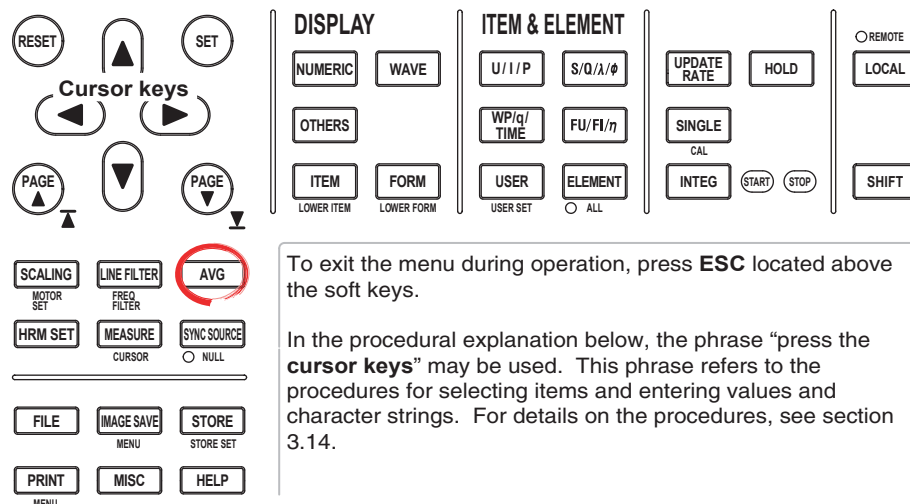 RESET
SET
Cursor keys
PAGE
PAGE
DISPLAY
NUMERIC
WAVE
OTHERS
ITEM
FORM
LOWER ITEM
LOWER FORM
ITEM & ELEMENT
U/I/P
S/Q/λ/ϕ
WP/q/
TIME
FU/FI/η
USER
ELEMENT
USER SET
ALL
UPDATE
RATE
HOLD
SINGLE
CAL
INTEG
START
STOP
REMOTE
LOCAL
SHIFT
SCALING
LINE FILTER
AVG
MOTOR
SET
FREQ
FILTER
HRM SET
MEASURE
SYNC SOURCE
CURSOR
NULL
FILE
IMAGE SAVE
STORE
MENU
STORE SET
PRINT
MISC
HELP
MENU
To exit the menu during operation, press ESC located above
the soft keys.
In the procedural explanation below, the phrase “press the
cursor keys” may be used. This phrase refers to the
procedures for selecting items and entering values and
character strings. For details on the procedures, see section
3.14.